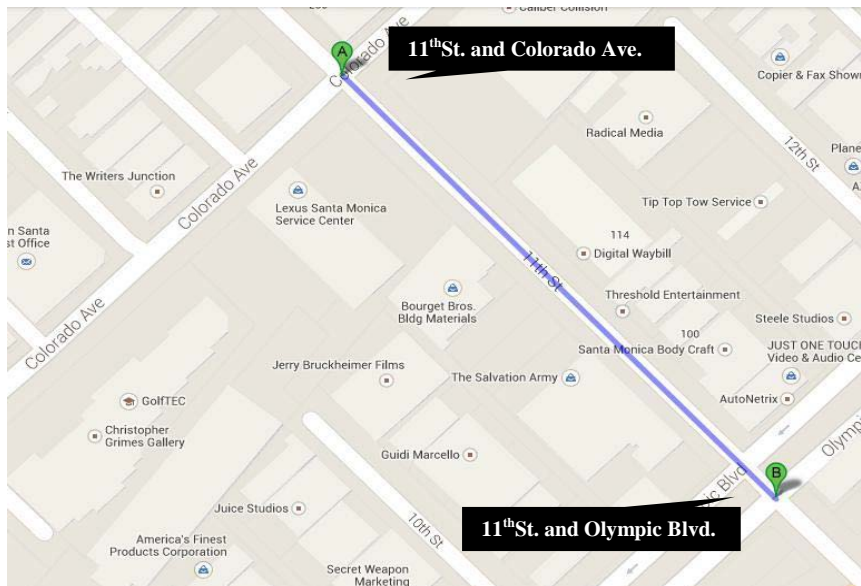 Caliber Collision
A
Colorado Ave
11thSt. and Colorado Ave.
Copier & Fax Show
Radical Media
12th St
Plane
A
The Writers Junction
Colorado Ave
Lexus Santa Monica
Service Center
Tip Top Tow Service
n Santa
st Office
114
Digital Waybill
11th St
Bourget Bros.
Bldg Materials
Threshold Entertainment
Colorado Ave
100
Steele Studios
Santa Monica Body Craft
JUST ONE TOUCH
Video & Audio Ce
Jerry Bruckheimer Films
The Salvation Army
AutoNetrix
GolfTEC
Christopher
Grimes Gallery
Olympic
Guidi Marcello
B
ic Blvd
Juice Studios
10th St
11thSt. and Olympic Blvd.
America's Finest
Products Corporation
Secret Weapon
Marketing